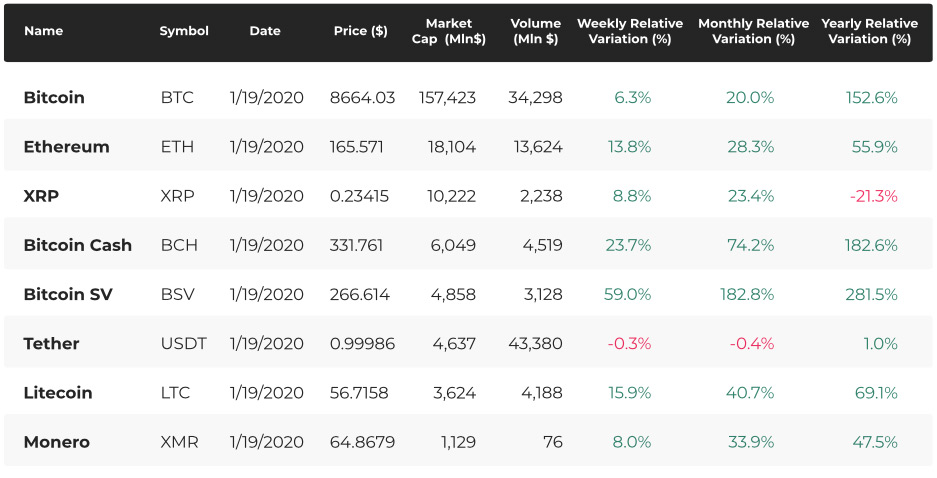 Name Symbol Date Price ($) Market Cap (Mln$) Volume (Mln $) Weekly Relative Variation (%) Monthly Relative Variation (%) Yearly Relative Variation (%)
Bitcoin BTC 1/19/2020 8664.03 157,423 34,298 6.3% 20.0% 152.6%
Ethereum ETH 1/19/2020 165.571 18,104 13,624 13.8% 28.3% 55.9%
XRP XRP 1/19/2020 0.23415 10,222 2,238 8.8% 23.4% -21.3%
Bitcoin Cash BCH 1/19/2020 331.761 6,049 4,519 23.7% 74.2% 182.6%
Bitcoin SV BSV 1/19/2020 266.614 4,858 3,128 59.0% 182.8% 281.5%
Tether USDT 1/19/2020 0.99986 4,637 43,380 -0.3% -0.4% 1.0%
Litecoin LTC 1/19/2020 56.7158 3,624 4,188 15.9% 40.7% 69.1%
Monero XMR 1/19/2020 64.8679 1,129 76 8.0% 33.9% 47.5%